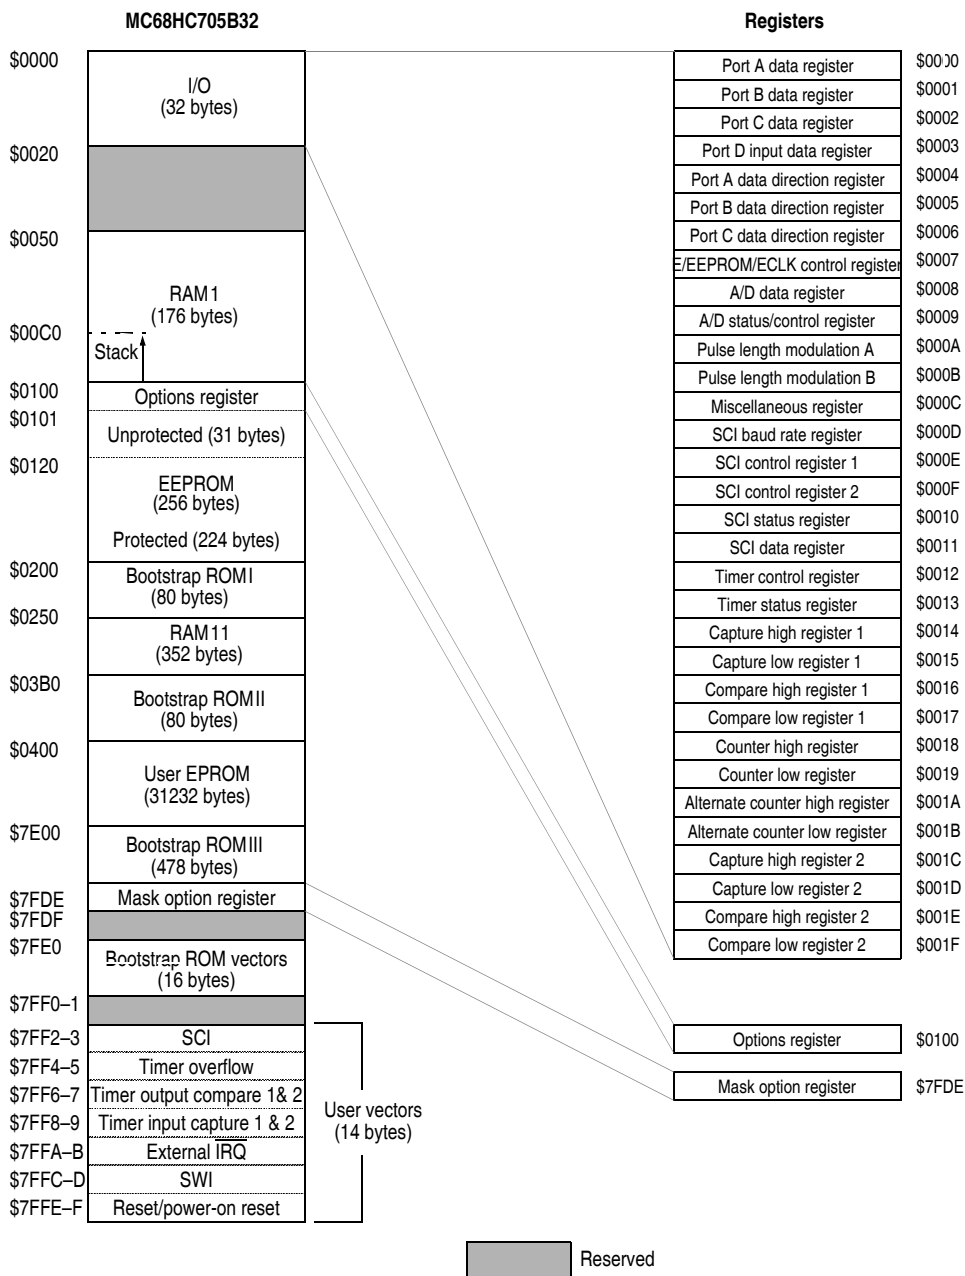 MC68HC705B32
$0000
I/O
(32 bytes)
$0020
$0050
RAM1
(176 bytes)
$00C0
Stack
$0100
Options register
$0101
Unprotected (31 bytes)
$0120
EEPROM
(256 bytes)
Protected (224 bytes)
$0200
Bootstrap ROMI
(80 bytes)
$0250
RAM11
(352 bytes)
$03B0
Bootstrap ROMII
(80 bytes)
$0400
User EPROM
(31232 bytes)
$7E00
Bootstrap ROMIII
(478 bytes)
$7FDE
Mask option register
$7FDF
$7FE0
Bootstrap ROM vectors
(16 bytes)
$7FF0–1
$7FF2–3 SCI
$7FF4–5 Timer overflow
$7FF6–7 Timer output compare 1& 2
$7FF8–9 Timer input capture 1 & 2
$7FFA–B External IRQ
$7FFC–D SWI
$7FFE–F Reset/power-on reset
User vectors
(14 bytes)
Registers
Port A data register $0000
Port B data register $0001
Port C data register $0002
Port D input data register $0003
Port A data direction register $0004
Port B data direction register $0005
Port C data direction register $0006
E/EEPROM/ECLK control register $0007
A/D data register $0008
A/D status/control register $0009
Pulse length modulation A $000A
Pulse length modulation B $000B
Miscellaneous register $000C
SCI baud rate register $000D
SCI control register 1 $000E
SCI control register 2 $000F
SCI status register $0010
SCI data register $0011
Timer control register $0012
Timer status register $0013
Capture high register 1 $0014
Capture low register 1 $0015
Compare high register 1 $0016
Compare low register 1 $0017
Counter high register $0018
Counter low register $0019
Alternate counter high register $001A
Alternate counter low register $001B
Capture high register 2 $001C
Capture low register 2 $001D
Compare high register 2 $001E
Compare low register 2 $001F
Options register $0100
Mask option register $7FDE
Reserved